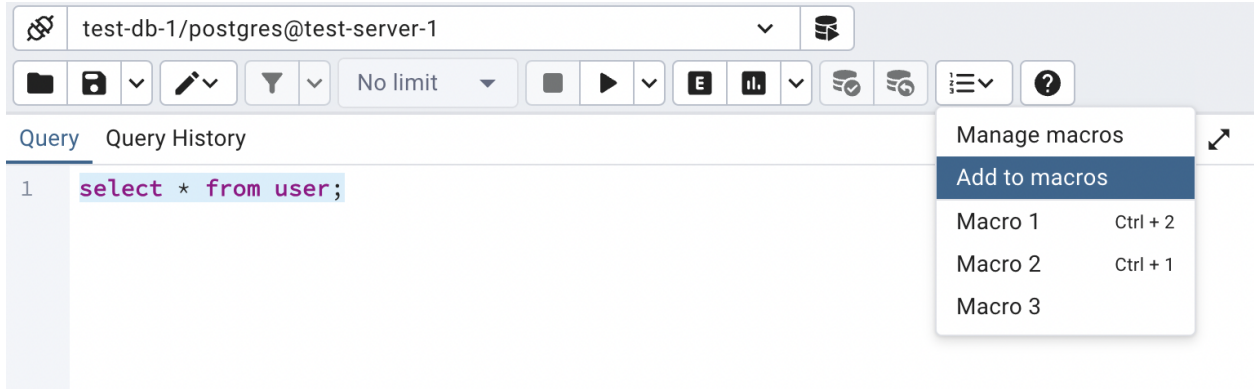 test-db-1/postgres@test-server-1
No limit
E
Query Query History
Manage macros
Add to macros
1 select * from user;
Macro 1 Ctrl + 2
Macro 2 Ctrl + 1
Macro 3